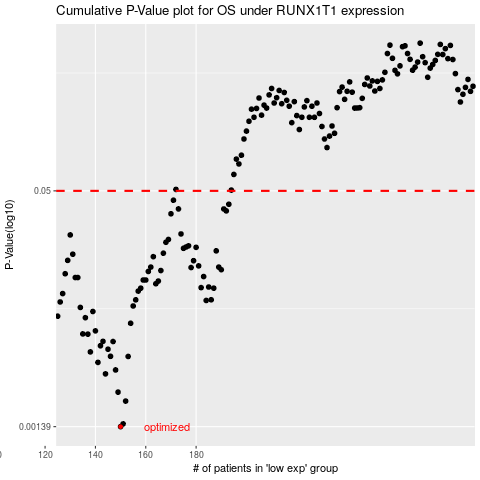 Cumulative P-Value plot for OS under RUNX1T1 expression
P-Value(log10)
0.05
0.00139
optimized
0 120 140 160 180
# of patients in 'low exp' group